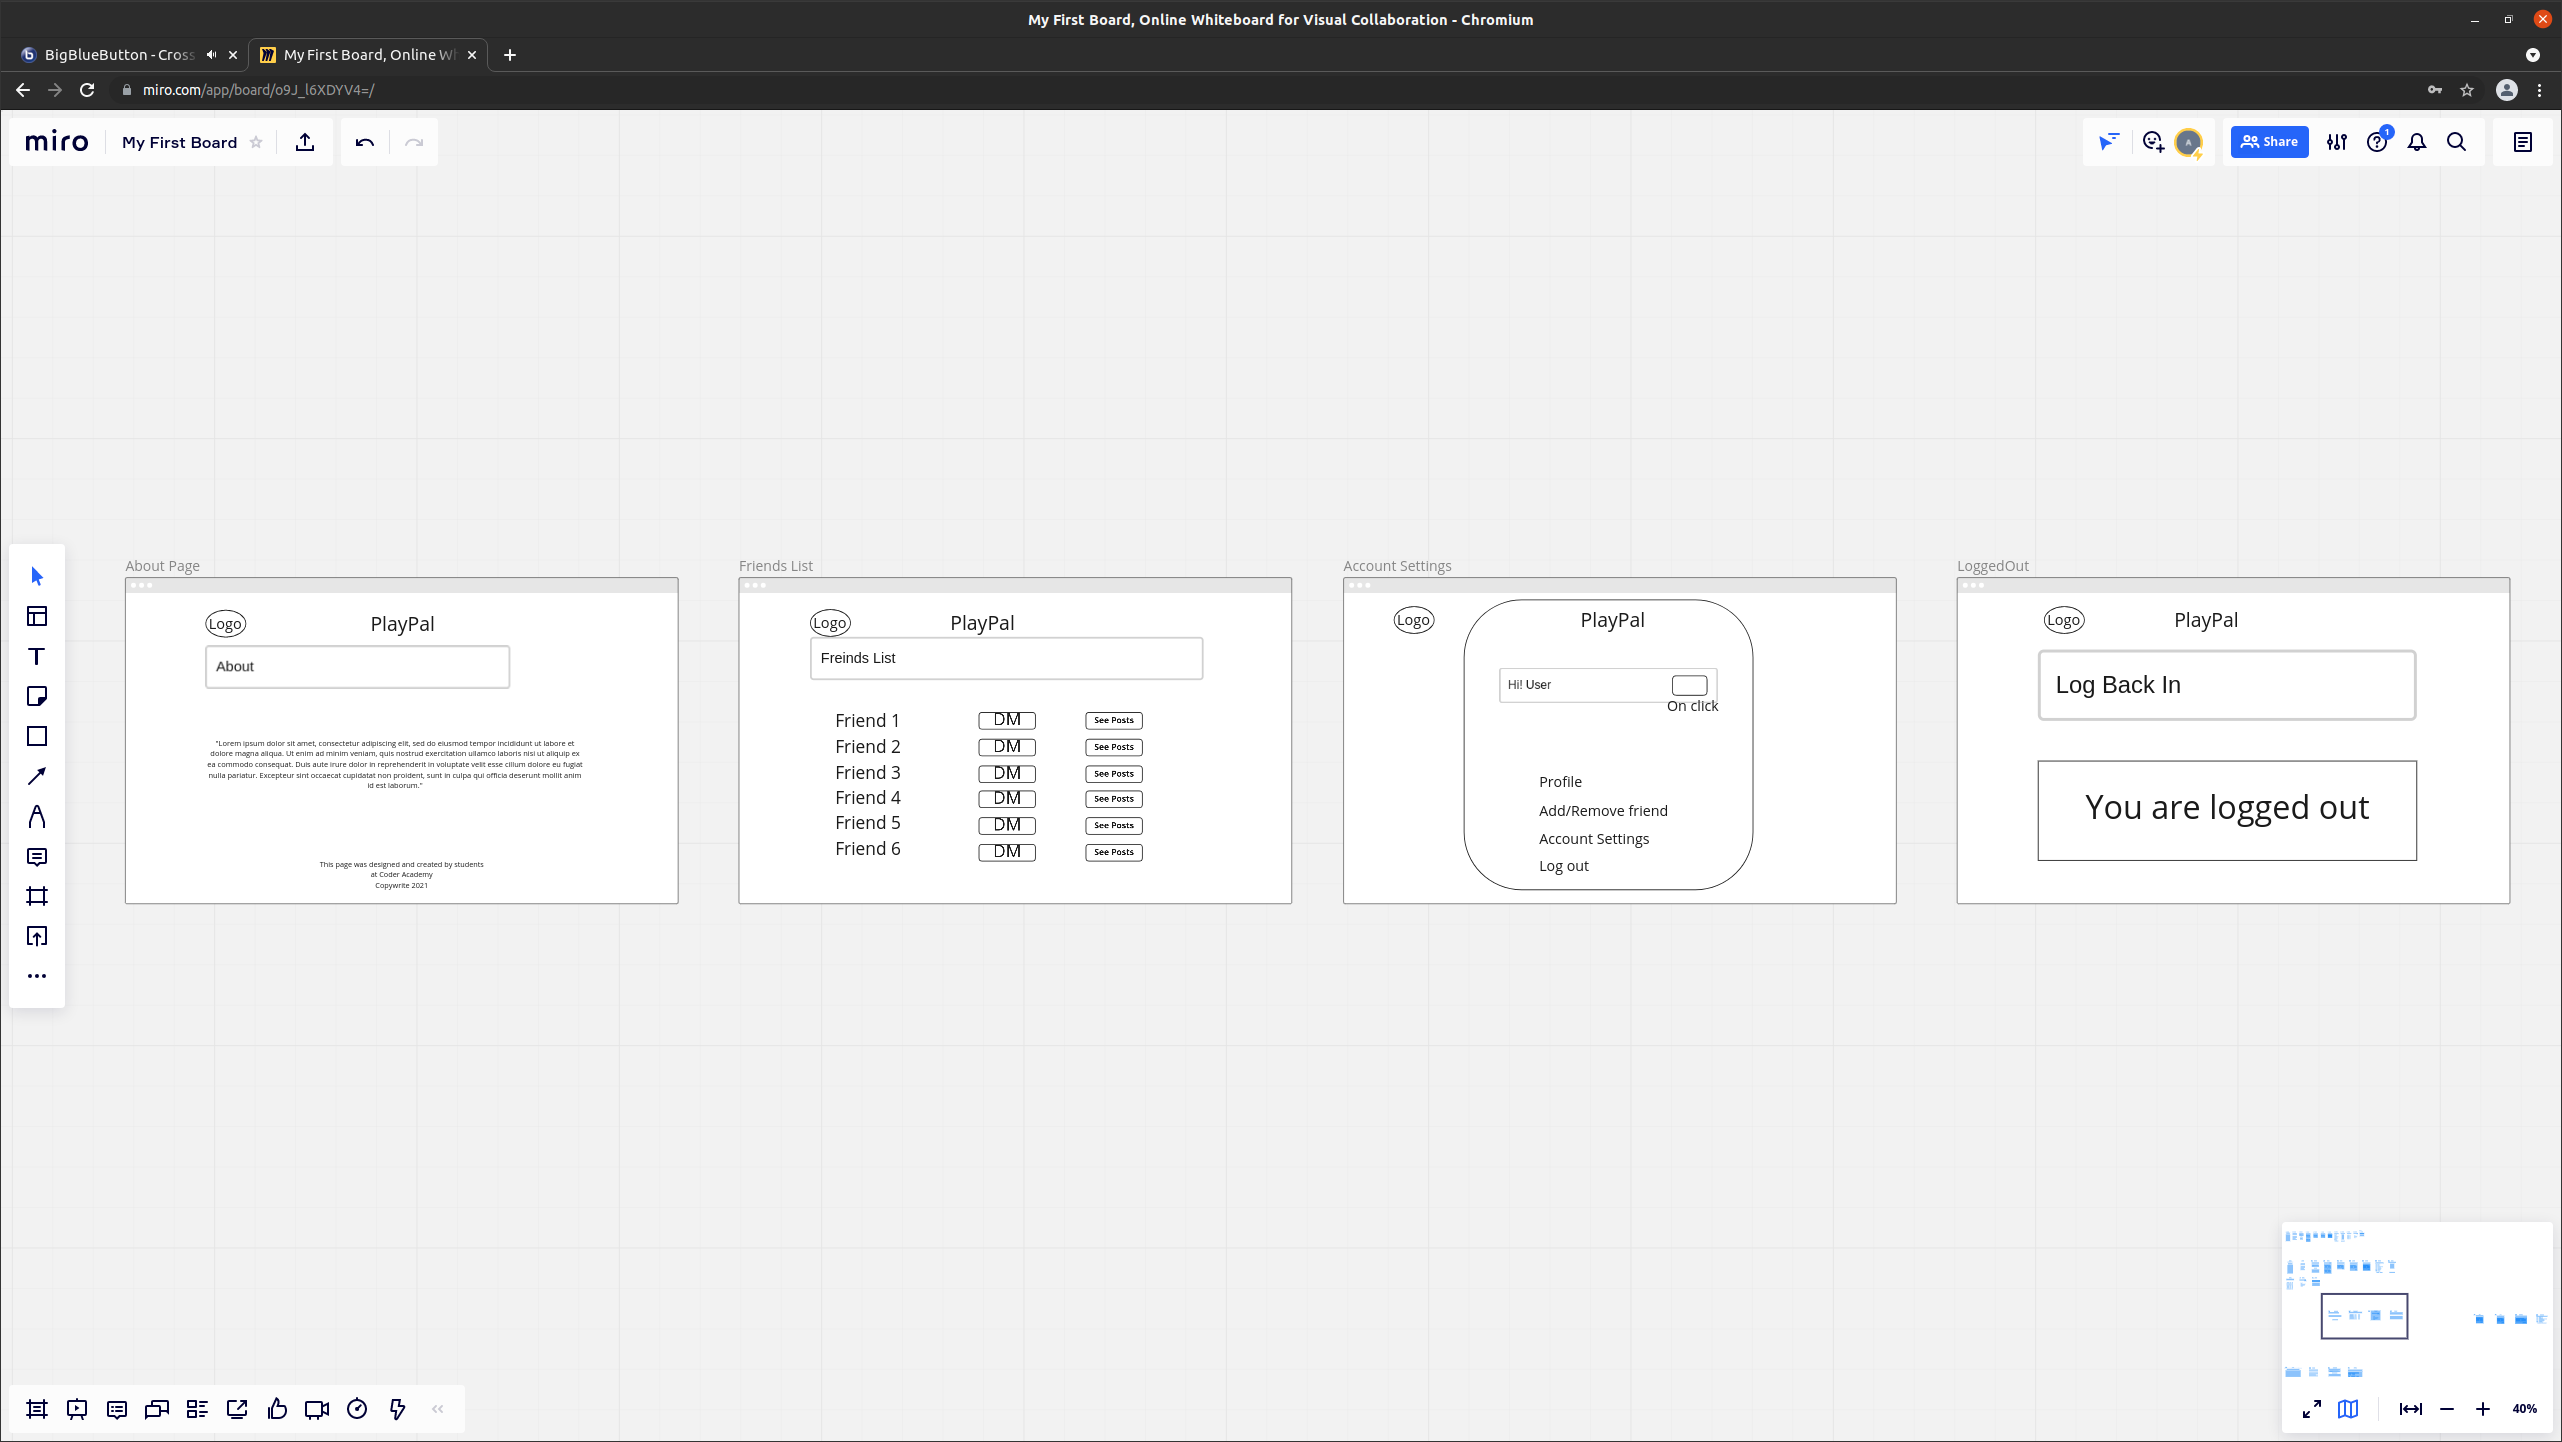 My First Board, Online Whiteboard for Visual Collaboration - Chromium
BigBlueButton - Cross
My First Board, Online Wh
miro.com/app/board/o9J_l6XDYV4=/
miro
My First Board
A
Share
1
About Page
Logo
PlayPal
About
"Lorem ipsum dolor sit amet, consectetur adipiscing elit, sed do eiusmod tempor incididunt ut labore et
dolore magna aliqua. Ut enim ad minim veniam, quis nostrud exercitation ullamco laboris nisi ut aliquip ex
ea commodo consequat. Duis aute irure dolor in reprehenderit in voluptate velit esse cillum dolore eu fugiat
nulla pariatur. Excepteur sint occaecat cupidatat non proident, sunt in culpa qui officia deserunt mollit anim
id est laborum."
This page was designed and created by students
at Coder Academy
Copywrite 2021
Friends List
Logo
PlayPal
Freinds List
Friend 1 DM See Posts
Friend 2 DM See Posts
Friend 3 DM See Posts
Friend 4 DM See Posts
Friend 5 DM See Posts
Friend 6 DM See Posts
Account Settings
Logo
PlayPal
Hi! User
On click
Profile
Add/Remove friend
Account Settings
Log out
LoggedOut
Logo
PlayPal
Log Back In
You are logged out
40%